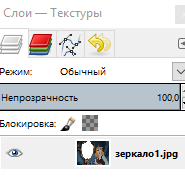 Слои — Текстуры
Режим: Обычный
Непрозрачность 100,0
Блокировка:
зеркало1.jpg